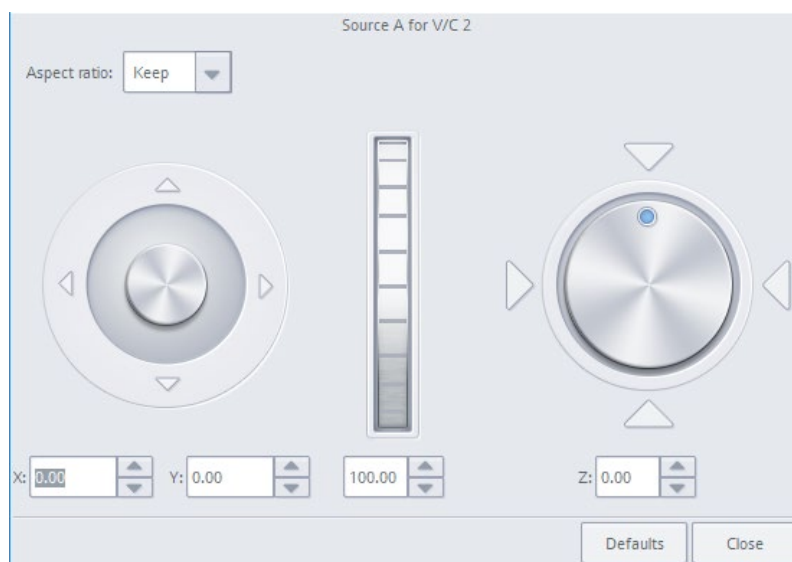 Source A for V/C 2
Aspect ratio: Keep
X: 0.00 Y: 0.00 100.00 Z: 0.00
Defaults Close